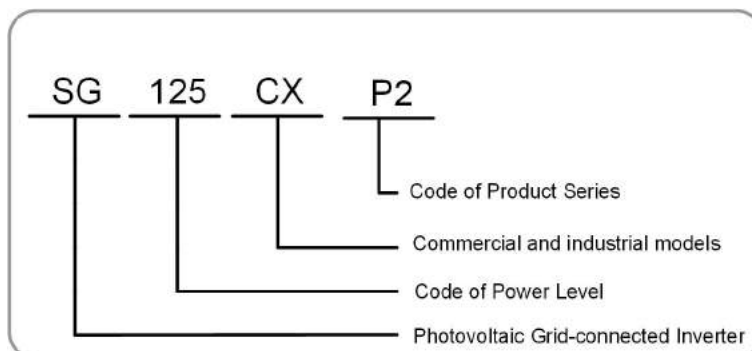 SG 125 CX P2
Code of Product Series
Commercial and industrial models
Code of Power Level
Photovoltaic Grid-connected Inverter